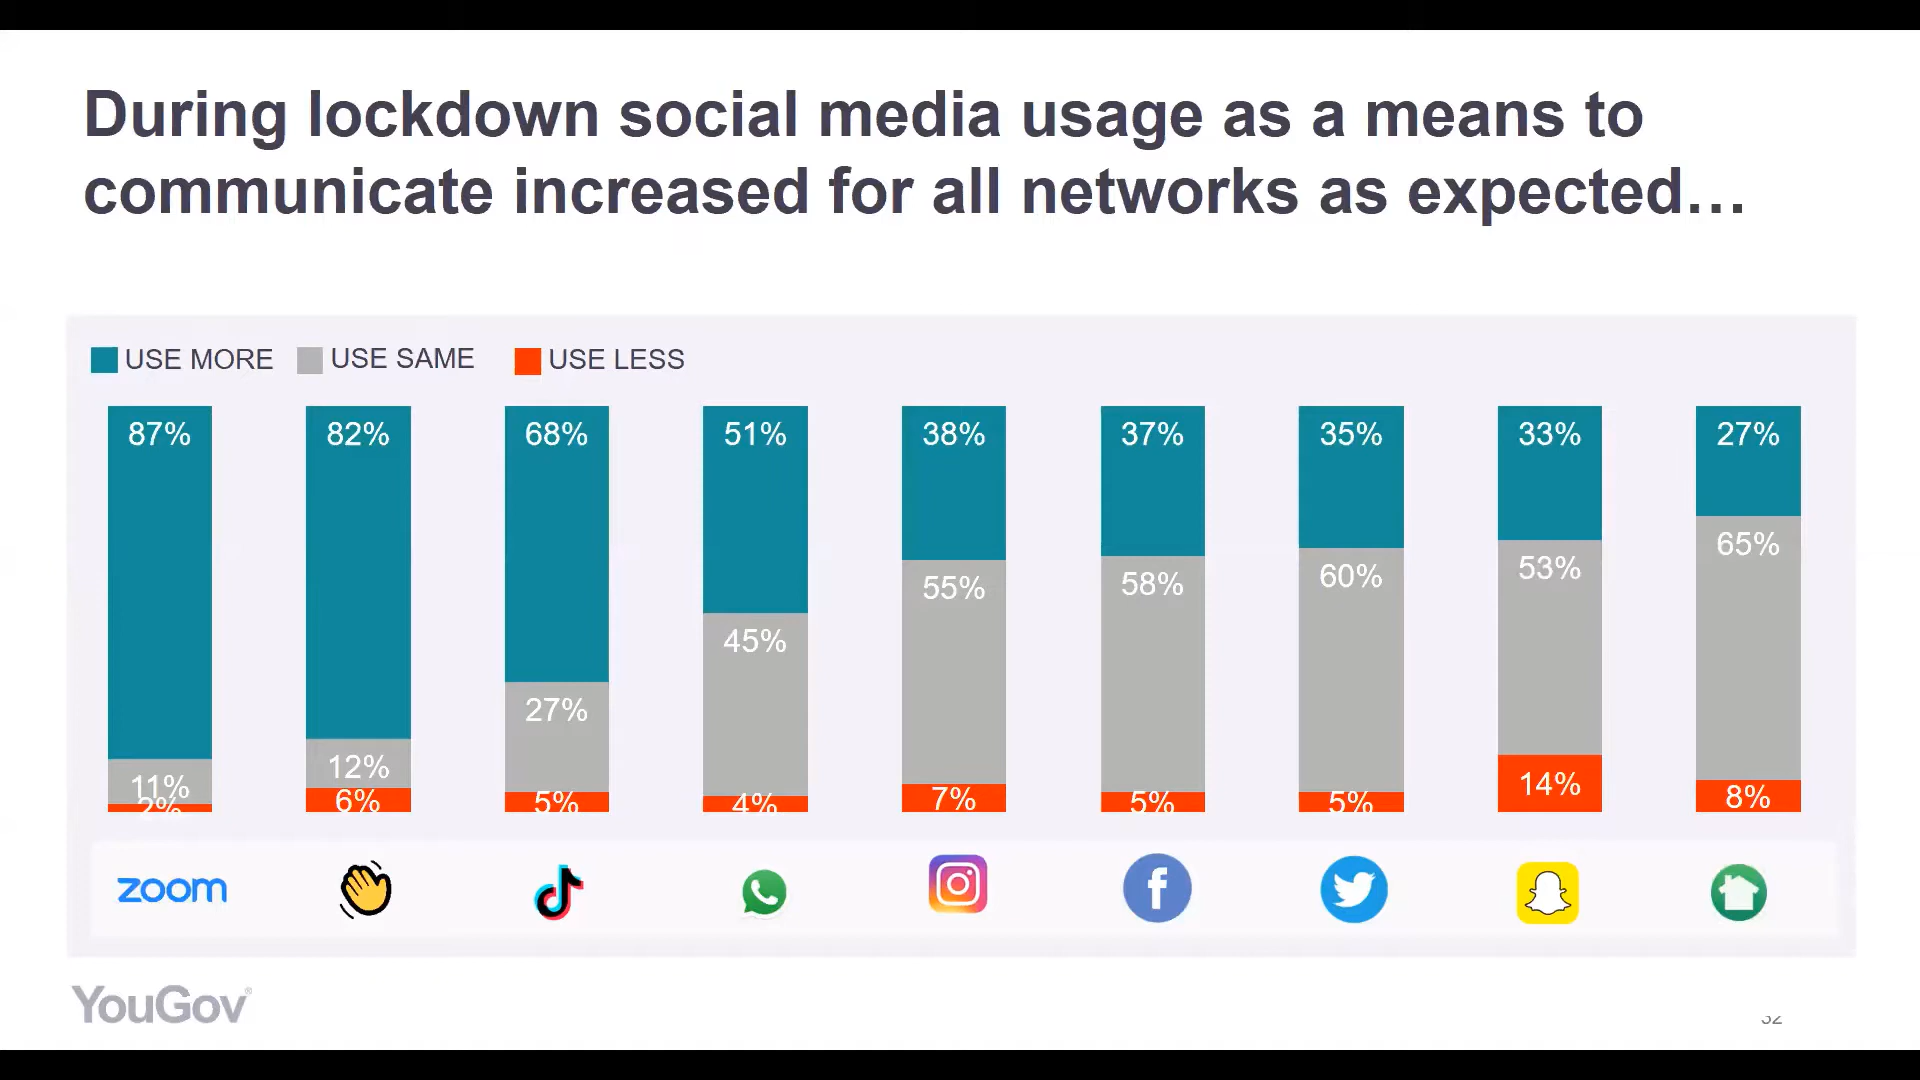 During lockdown social media usage as a means to
communicate increased for all networks as expected…
USE MORE USE SAME USE LESS
87% 82% 68% 51% 38% 37% 35% 33% 27%
11% 12% 27% 45% 55% 58% 60% 53% 65%
2% 6% 5% 4% 7% 5% 5% 14% 8%
zoom
YouGov®
32